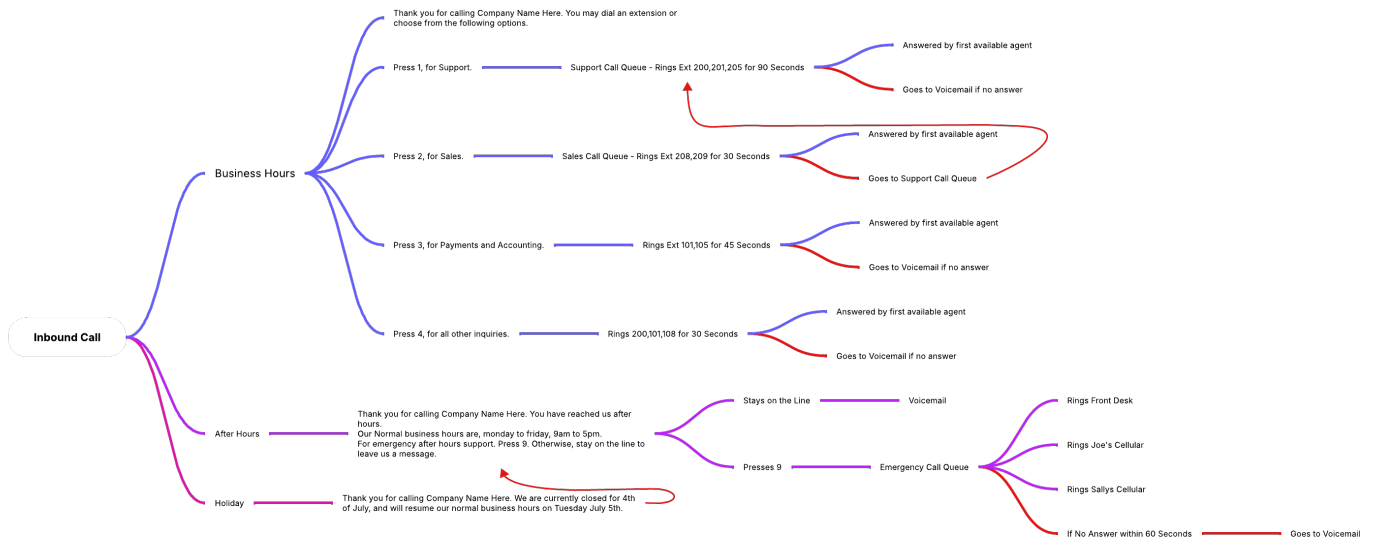 Thank you for calling Company Name Here. You may dial an extension or
choose from the following options.
Answered by first available agent
Press 1, for Support.
Support Call Queue - Rings Ext 200,201,205 for 90 Seconds
Goes to Voicemail if no answer
Answered by first available agent
Press 2, for Sales.
Sales Call Queue - Rings Ext 208,209 for 30 Seconds
Business Hours
Goes to Support Call Queue
Answered by first available agent
Press 3, for Payments and Accounting.
Rings Ext 101,105 for 45 Seconds
Goes to Voicemail if no answer
Answered by first available agent
Press 4, for all other inquiries.
Rings 200,101,108 for 30 Seconds
Inbound Call
Goes to Voicemail if no answer
After Hours
Thank you for calling Company Name Here. You have reached us after
hours.
Our Normal business hours are, monday to friday, 9am to 5pm.
For emergency after hours support. Press 9. Otherwise, stay on the line to
leave us a message.
Stays on the Line
Voicemail
Rings Front Desk
Rings Joe's Cellular
Presses 9
Emergency Call Queue
Rings Sallys Cellular
Holiday
Thank you for calling Company Name Here. We are currently closed for 4th
of July, and will resume our normal business hours on Tuesday July 5th.
If No Answer within 60 Seconds
Goes to Voicemail